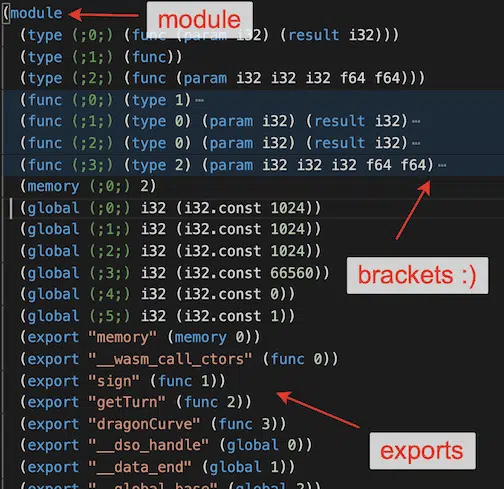 (module
module
(type (;0;) (func (param i32) (result i32)))
(type (;1;) (func))
(type (;2;) (func (param i32 i32 i32 f64 f64)))
(func (;0;) (type 1)⋯
(func (;1;) (type 0) (param i32) (result i32)⋯
(func (;2;) (type 0) (param i32) (result i32)⋯
(func (;3;) (type 2) (param i32 i32 i32 f64 f64)⋯
(memory (;0;) 2)
(global (;0;) i32 (i32.const 1024))
(global (;1;) i32 (i32.const 1024))
(global (;2;) i32 (i32.const 1024))
(global (;3;) i32 (i32.const 66560))
(global (;4;) i32 (i32.const 0))
(global (;5;) i32 (i32.const 1))
brackets :)
(export "memory" (memory 0))
(export "__wasm_call_ctors" (func 0))
(export "sign" (func 1))
(export "getTurn" (func 2))
(export "dragonCurve" (func 3))
(export "__dso_handle" (global 0))
exports
(export "__data_end" (global 1))
(export "__global_base" (global 2))